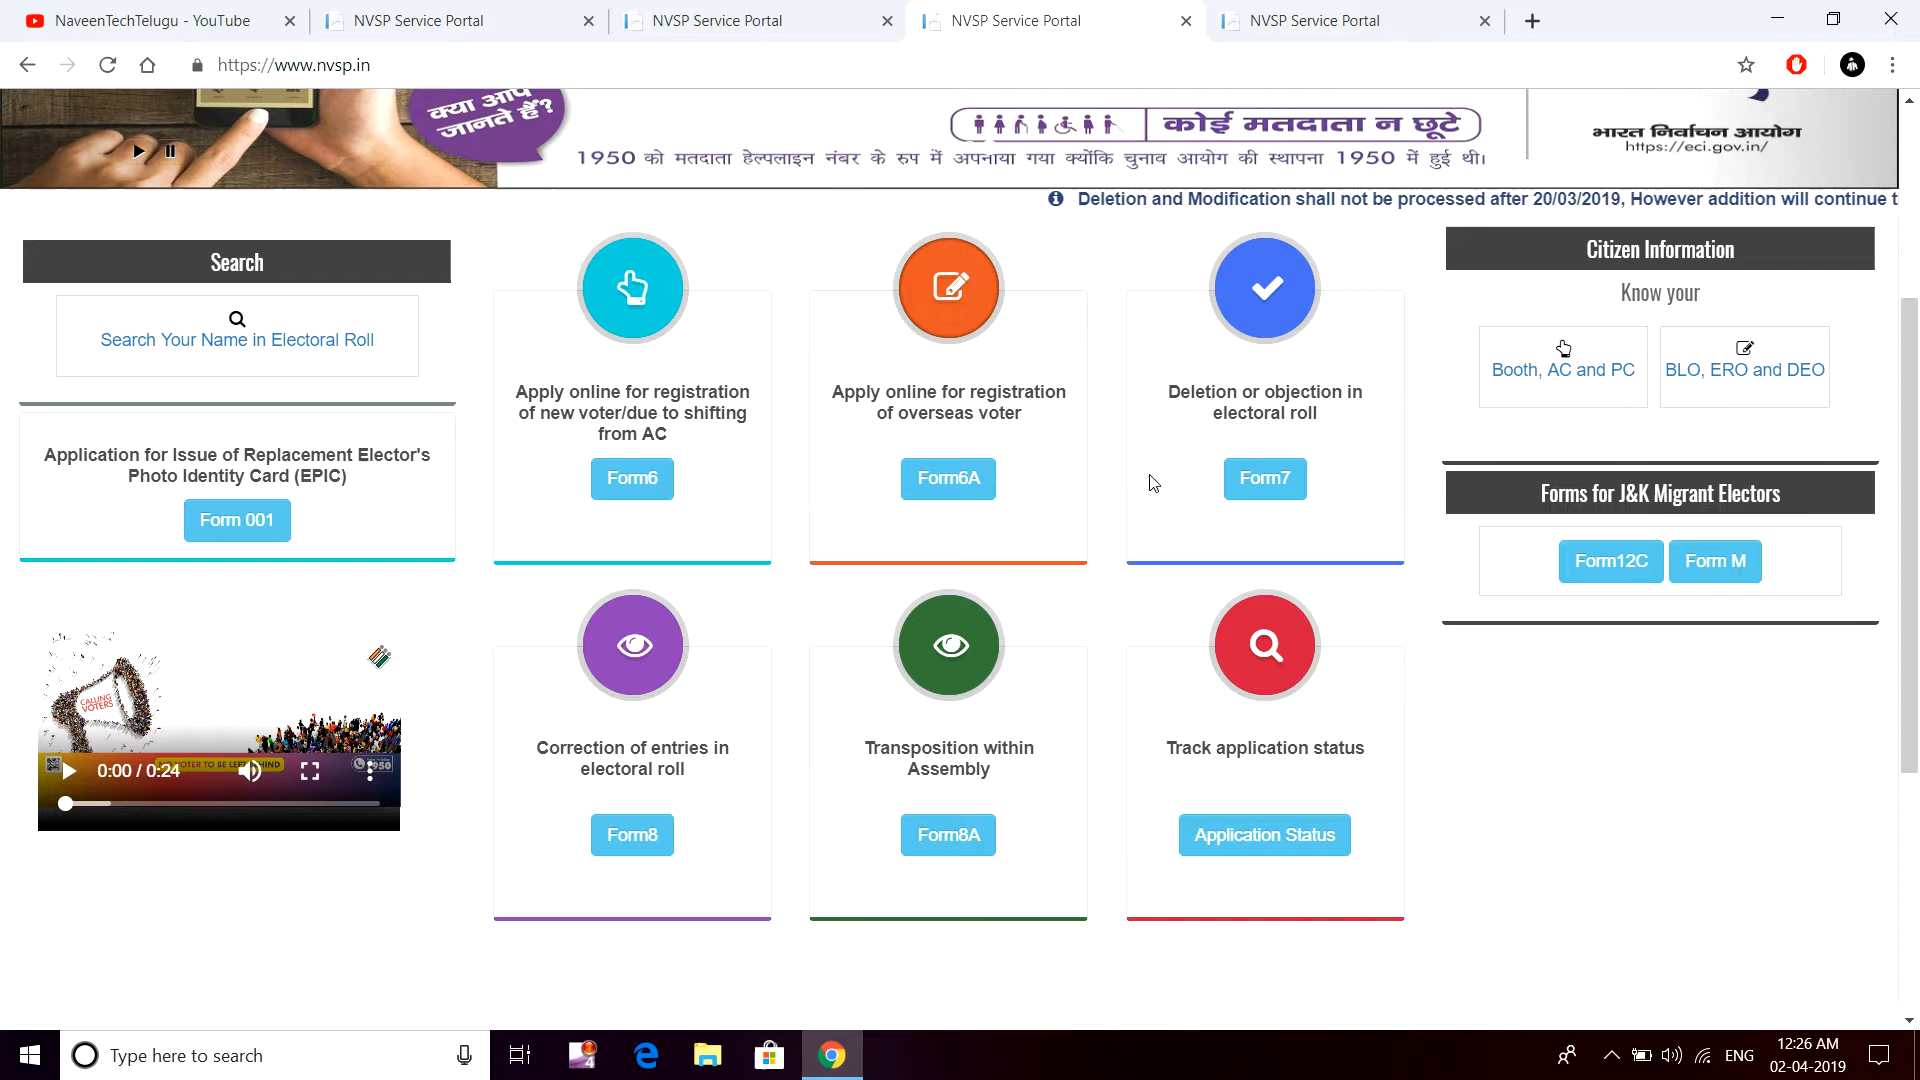 NaveenTechTelugu - YouTube
NVSP Service Portal
NVSP Service Portal
NVSP Service Portal
NVSP Service Portal
https://www.nvsp.in
क्या आप
जानते हैं?
कोई मतदाता न छूटे
1950 को मतदाता हेल्पलाइन नंबर के रुप में अपनाया गया क्योंकि चुनाव आयोग की स्थापना 1950 में हुई थी।
भारत निर्वाचन आयोग
https://eci.gov.in/
Deletion and Modification shall not be processed after 20/03/2019, However addition will continue t
Search
Search Your Name in Electoral Roll
Application for Issue of Replacement Elector's
Photo Identity Card (EPIC)
Form 001
CALLING
VOTERS
0:00 / 0:24
Apply online for registration
of new voter/due to shifting
from AC
Form6
Apply online for registration
of overseas voter
Form6A
Deletion or objection in
electoral roll
Form7
Correction of entries in
electoral roll
Form8
Transposition within
Assembly
Form8A
Track application status
Application Status
Citizen Information
Know your
Booth, AC and PC
BLO, ERO and DEO
Forms for J&K Migrant Electors
Form12C
Form M
Type here to search
4
ENG
12:26 AM
02-04-2019